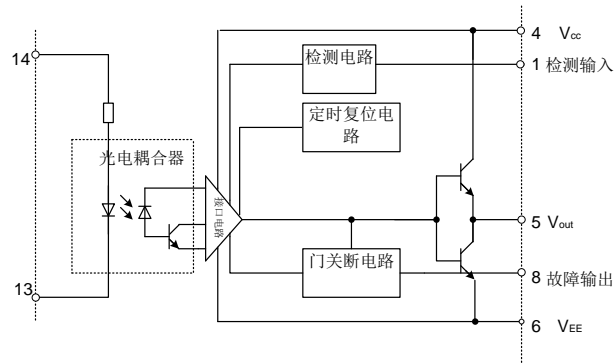 4 Vcc
14
检测电路
1 检测输入
定时复位电
路
光电耦合器
接口电路
5 Vout
门关断电路
8 故障输出
13
6 VEE